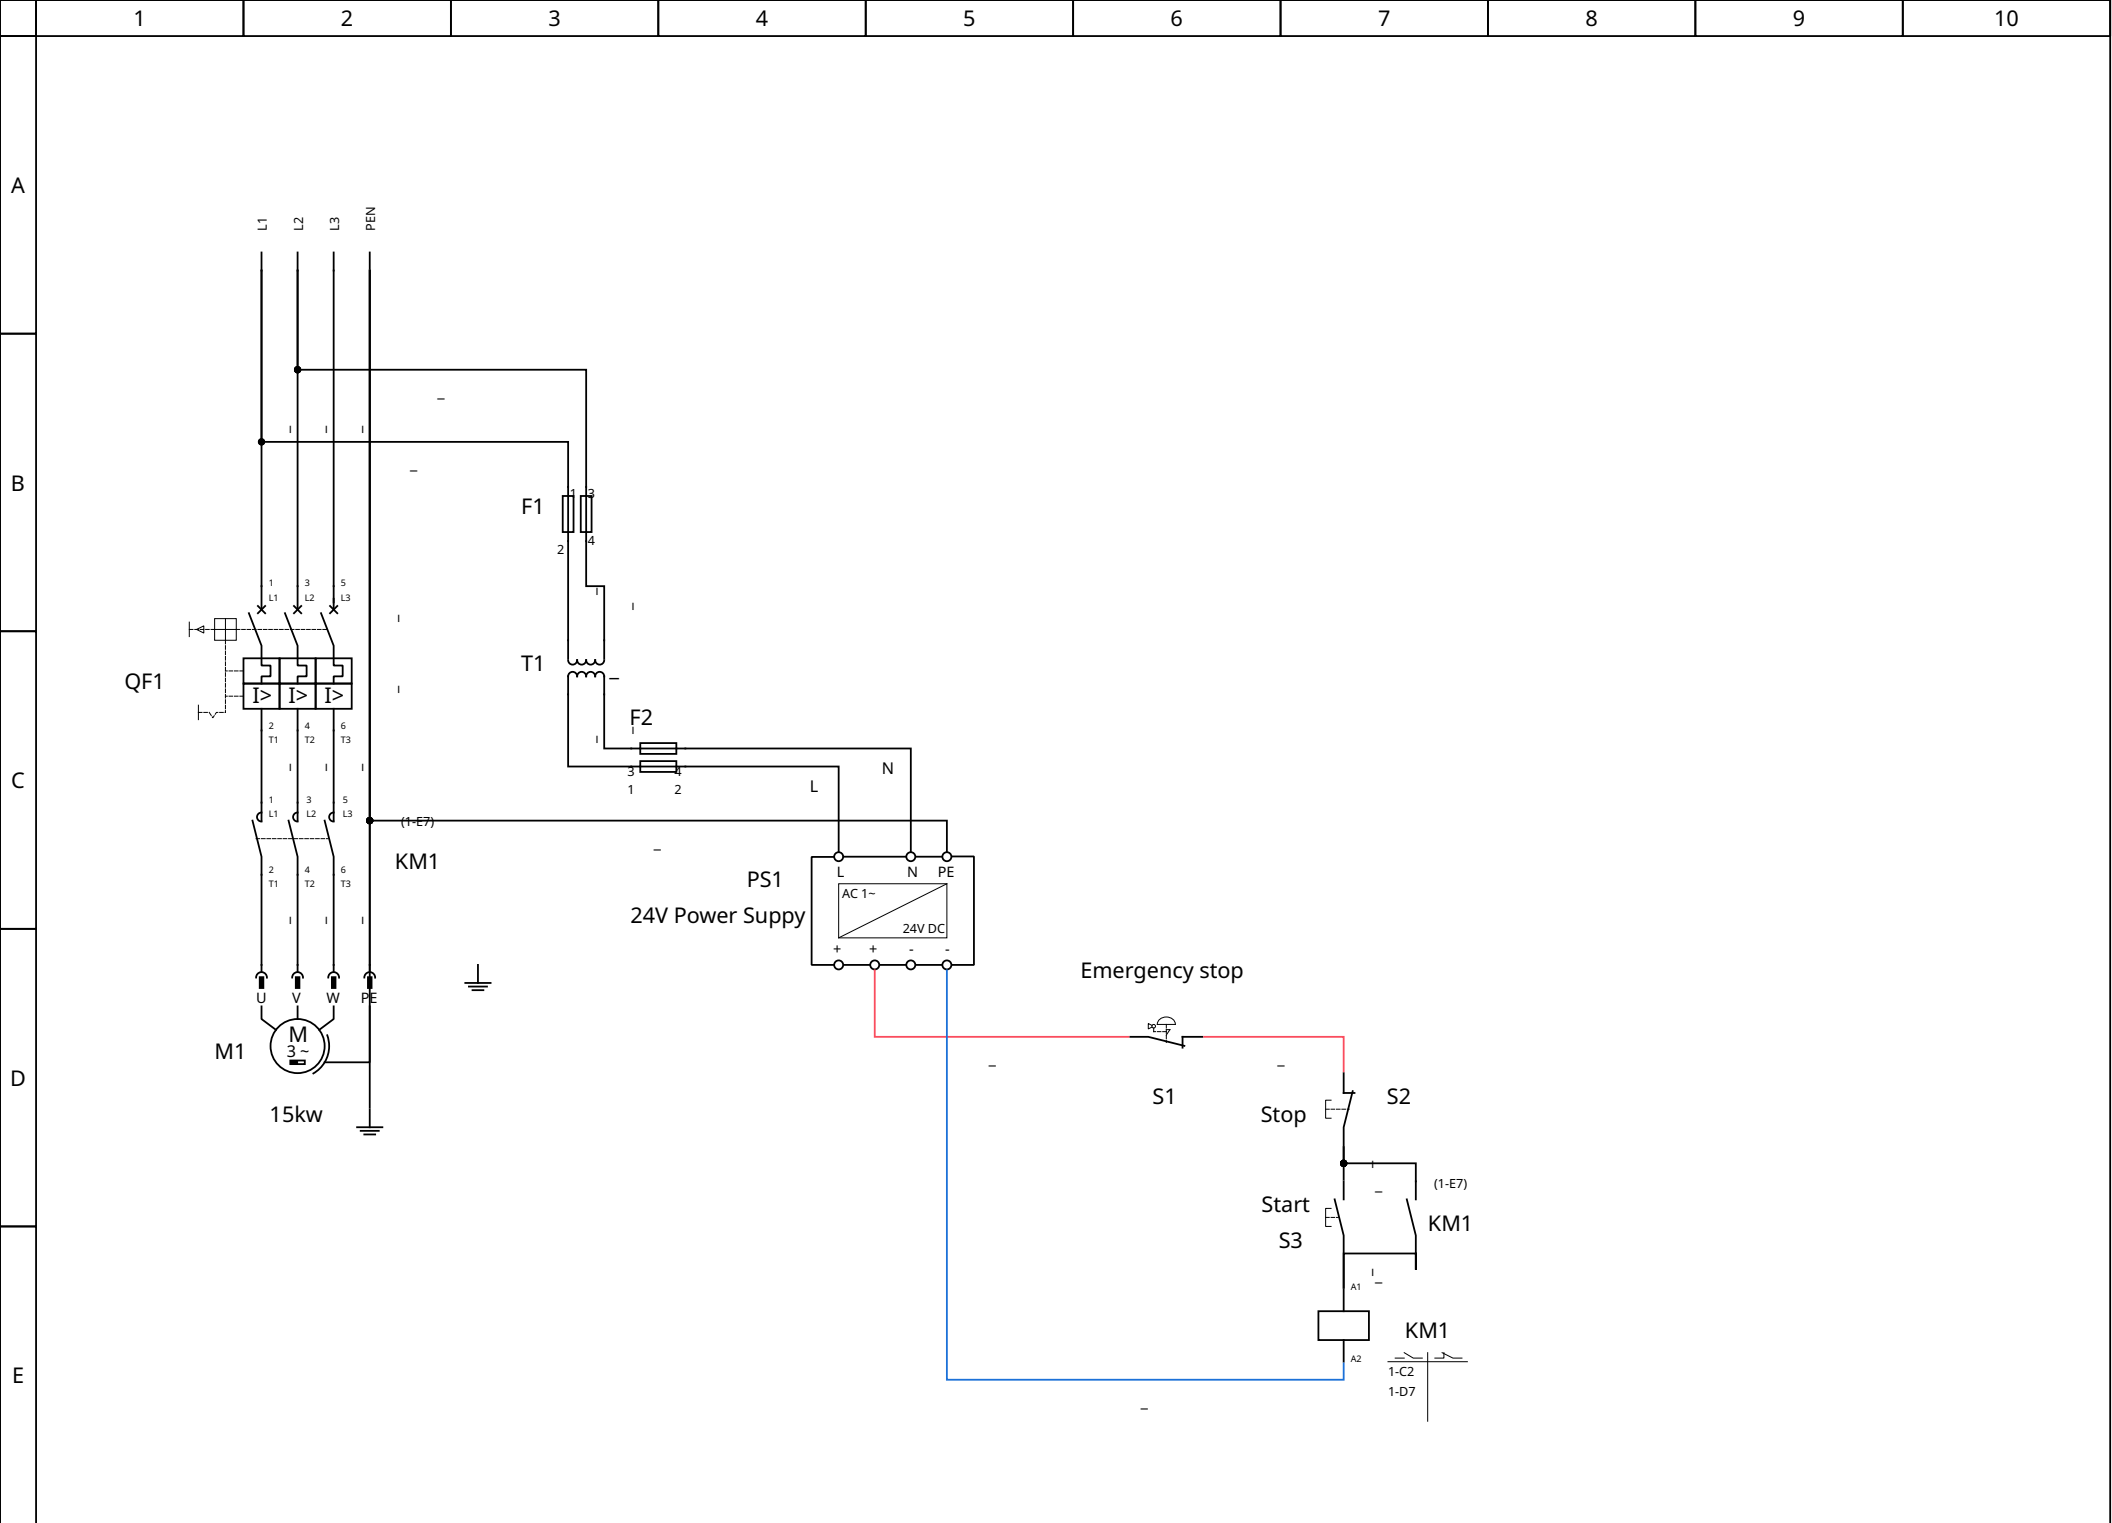 1 2 3 4 5 6 7 8 9 10
A
L1 L2 L3 PEN
B
F1
1 3
2 4
1 3 5
L1 L2 L3
QF1
I> I> I>
2 4 6
T1 T2 T3
T1
F2
3 4
1 2
N
L
C
1 3 5
L1 L2 L3
(1-E7)
KM1
2 4 6
T1 T2 T3
PS1
24V Power Suppy
L N PE
AC 1~
24V DC
+ + - -
U V W PE
M
3 ~
M1
15kw
Emergency stop
S1
D
Stop
S2
Start
S3
(1-E7)
KM1
A1
KM1
A2
1-C2
1-D7
E